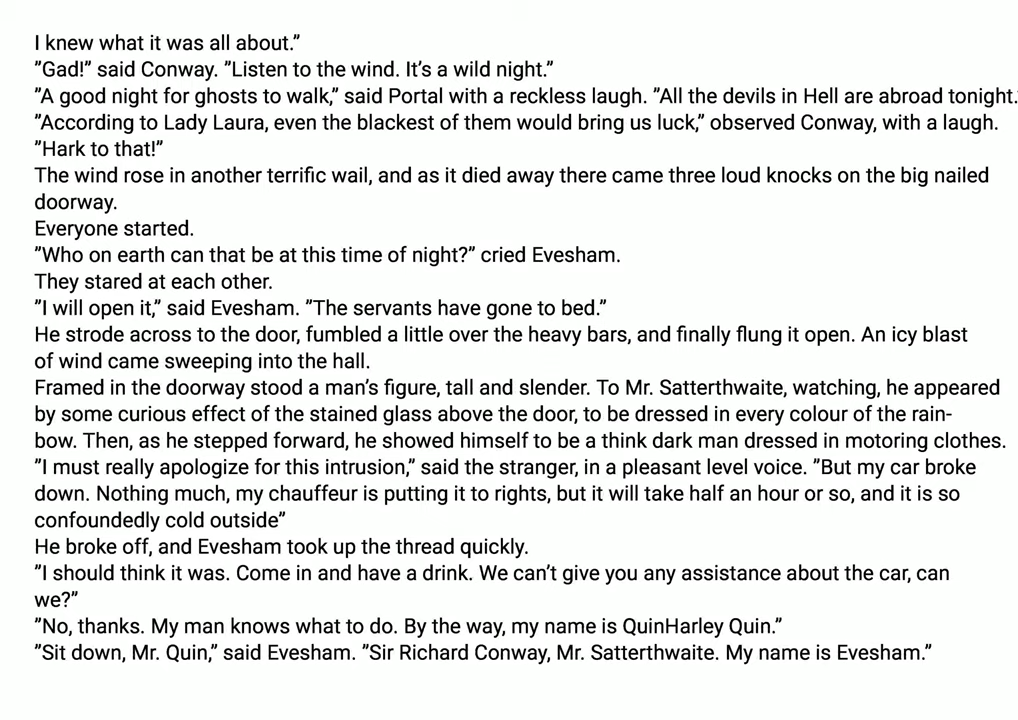 I knew what it was all about.”
”Gad!” said Conway. ”Listen to the wind. It’s a wild night.”
”A good night for ghosts to walk,” said Portal with a reckless laugh. ”All the devils in Hell are abroad tonight.”
”According to Lady Laura, even the blackest of them would bring us luck,” observed Conway, with a laugh.
”Hark to that!”
The wind rose in another terrific wail, and as it died away there came three loud knocks on the big nailed
doorway.
Everyone started.
”Who on earth can that be at this time of night?” cried Evesham.
They stared at each other.
”I will open it,” said Evesham. ”The servants have gone to bed.”
He strode across to the door, fumbled a little over the heavy bars, and finally flung it open. An icy blast
of wind came sweeping into the hall.
Framed in the doorway stood a man’s figure, tall and slender. To Mr. Satterthwaite, watching, he appeared
by some curious effect of the stained glass above the door, to be dressed in every colour of the rain-
bow. Then, as he stepped forward, he showed himself to be a think dark man dressed in motoring clothes.
”I must really apologize for this intrusion,” said the stranger, in a pleasant level voice. ”But my car broke
down. Nothing much, my chauffeur is putting it to rights, but it will take half an hour or so, and it is so
confoundedly cold outside”
He broke off, and Evesham took up the thread quickly.
”I should think it was. Come in and have a drink. We can’t give you any assistance about the car, can
we?”
”No, thanks. My man knows what to do. By the way, my name is QuinHarley Quin.”
”Sit down, Mr. Quin,” said Evesham. ”Sir Richard Conway, Mr. Satterthwaite. My name is Evesham.”